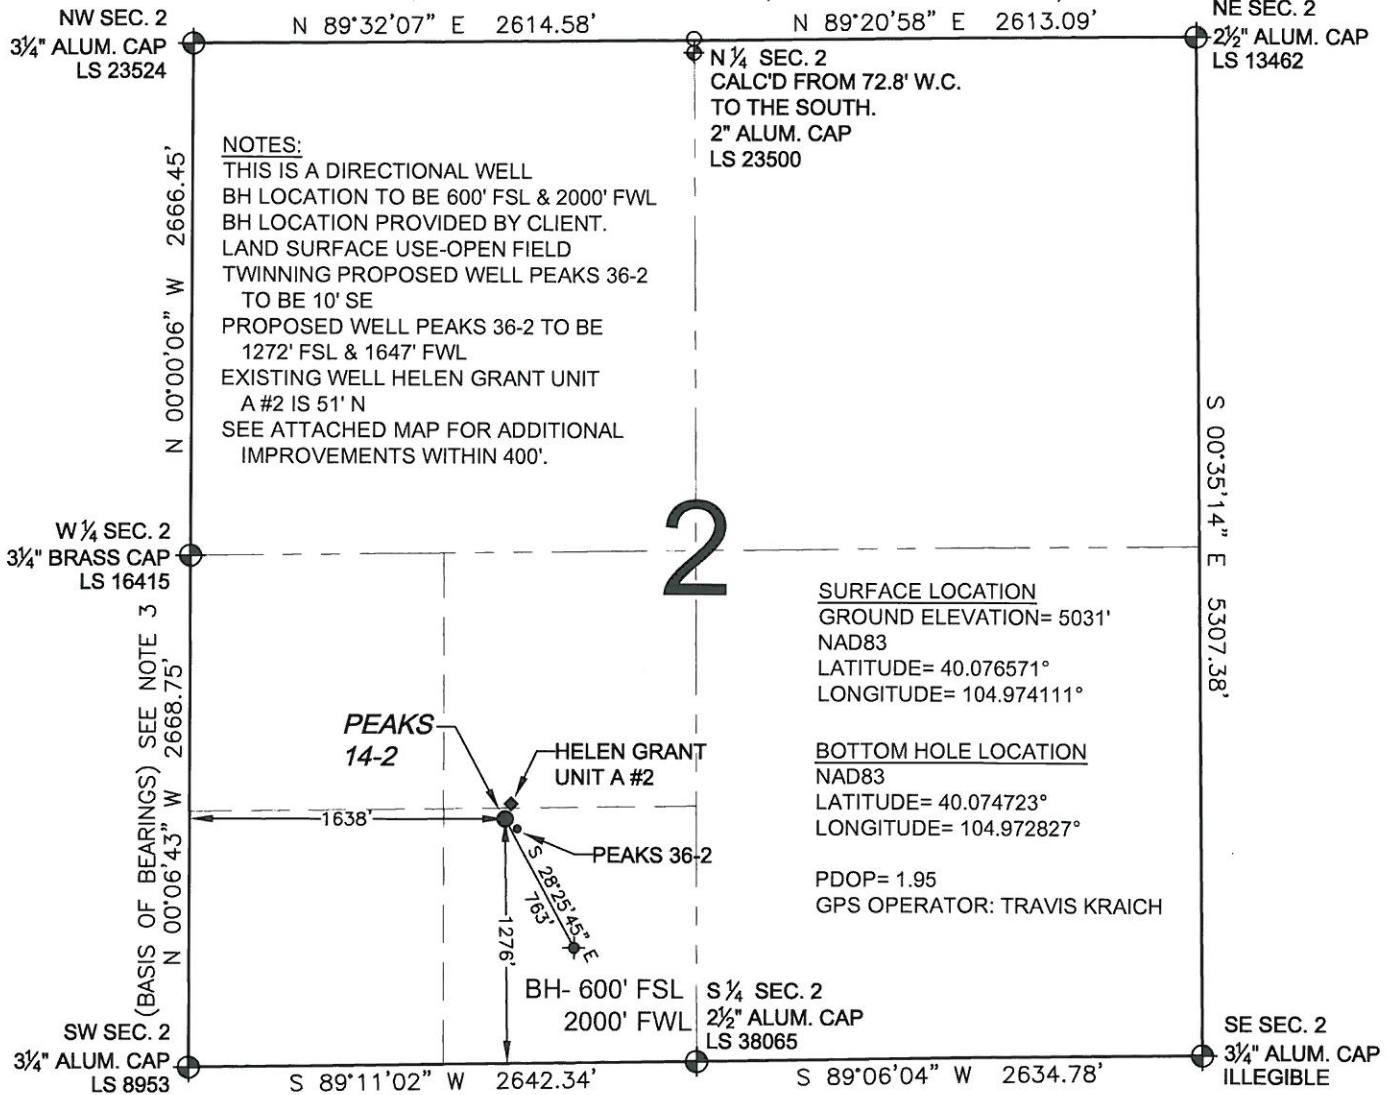 NW SEC. 2
3¼" ALUM. CAP
LS 23524
N 89°32'07" E 2614.58'
N 89°20'58" E 2613.09'
NE SEC. 2
2½" ALUM. CAP
LS 13462
N ¼ SEC. 2
CALC'D FROM 72.8' W.C.
TO THE SOUTH.
2" ALUM. CAP
LS 23500
NOTES:
THIS IS A DIRECTIONAL WELL
BH LOCATION TO BE 600' FSL & 2000' FWL
BH LOCATION PROVIDED BY CLIENT.
LAND SURFACE USE-OPEN FIELD
TWINNING PROPOSED WELL PEAKS 36-2
TO BE 10' SE
PROPOSED WELL PEAKS 36-2 TO BE
1272' FSL & 1647' FWL
EXISTING WELL HELEN GRANT UNIT
A #2 IS 51' N
SEE ATTACHED MAP FOR ADDITIONAL
IMPROVEMENTS WITHIN 400'.
N 00°00'06" W 2666.45'
S 00°35'14" E 5307.38'
2
W ¼ SEC. 2
3¼" BRASS CAP
LS 16415
(BASIS OF BEARINGS) SEE NOTE 3
N 00°06'43" W 2668.75'
SURFACE LOCATION
GROUND ELEVATION= 5031'
NAD83
LATITUDE= 40.076571°
LONGITUDE= 104.974111°
BOTTOM HOLE LOCATION
NAD83
LATITUDE= 40.074723°
LONGITUDE= 104.972827°
PDOP= 1.95
GPS OPERATOR: TRAVIS KRAICH
PEAKS
14-2
HELEN GRANT
UNIT A #2
1638'
PEAKS 36-2
S 28°25'45" E
763'
1276'
BH- 600' FSL
2000' FWL
S ¼ SEC. 2
2½" ALUM. CAP
LS 38065
SW SEC. 2
3¼" ALUM. CAP
LS 8953
S 89°11'02" W 2642.34'
S 89°06'04" W 2634.78'
SE SEC. 2
3¼" ALUM. CAP
ILLEGIBLE